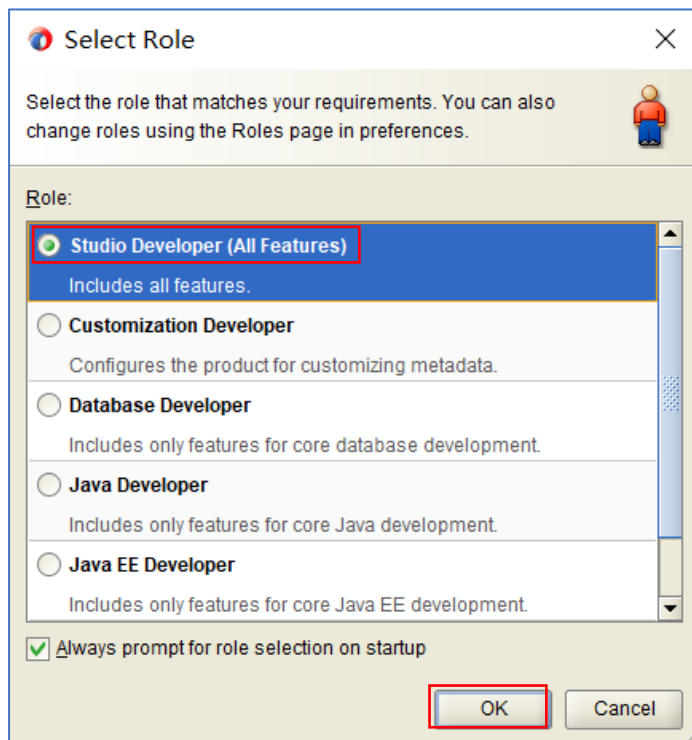 Select Role
Select the role that matches your requirements. You can also
change roles using the Roles page in preferences.
Role:
Studio Developer (All Features)
Includes all features.
Customization Developer
Configures the product for customizing metadata.
Database Developer
Includes only features for core database development.
Java Developer
Includes only features for core Java development.
Java EE Developer
Includes only features for core Java EE development.
Always prompt for role selection on startup
OK Cancel